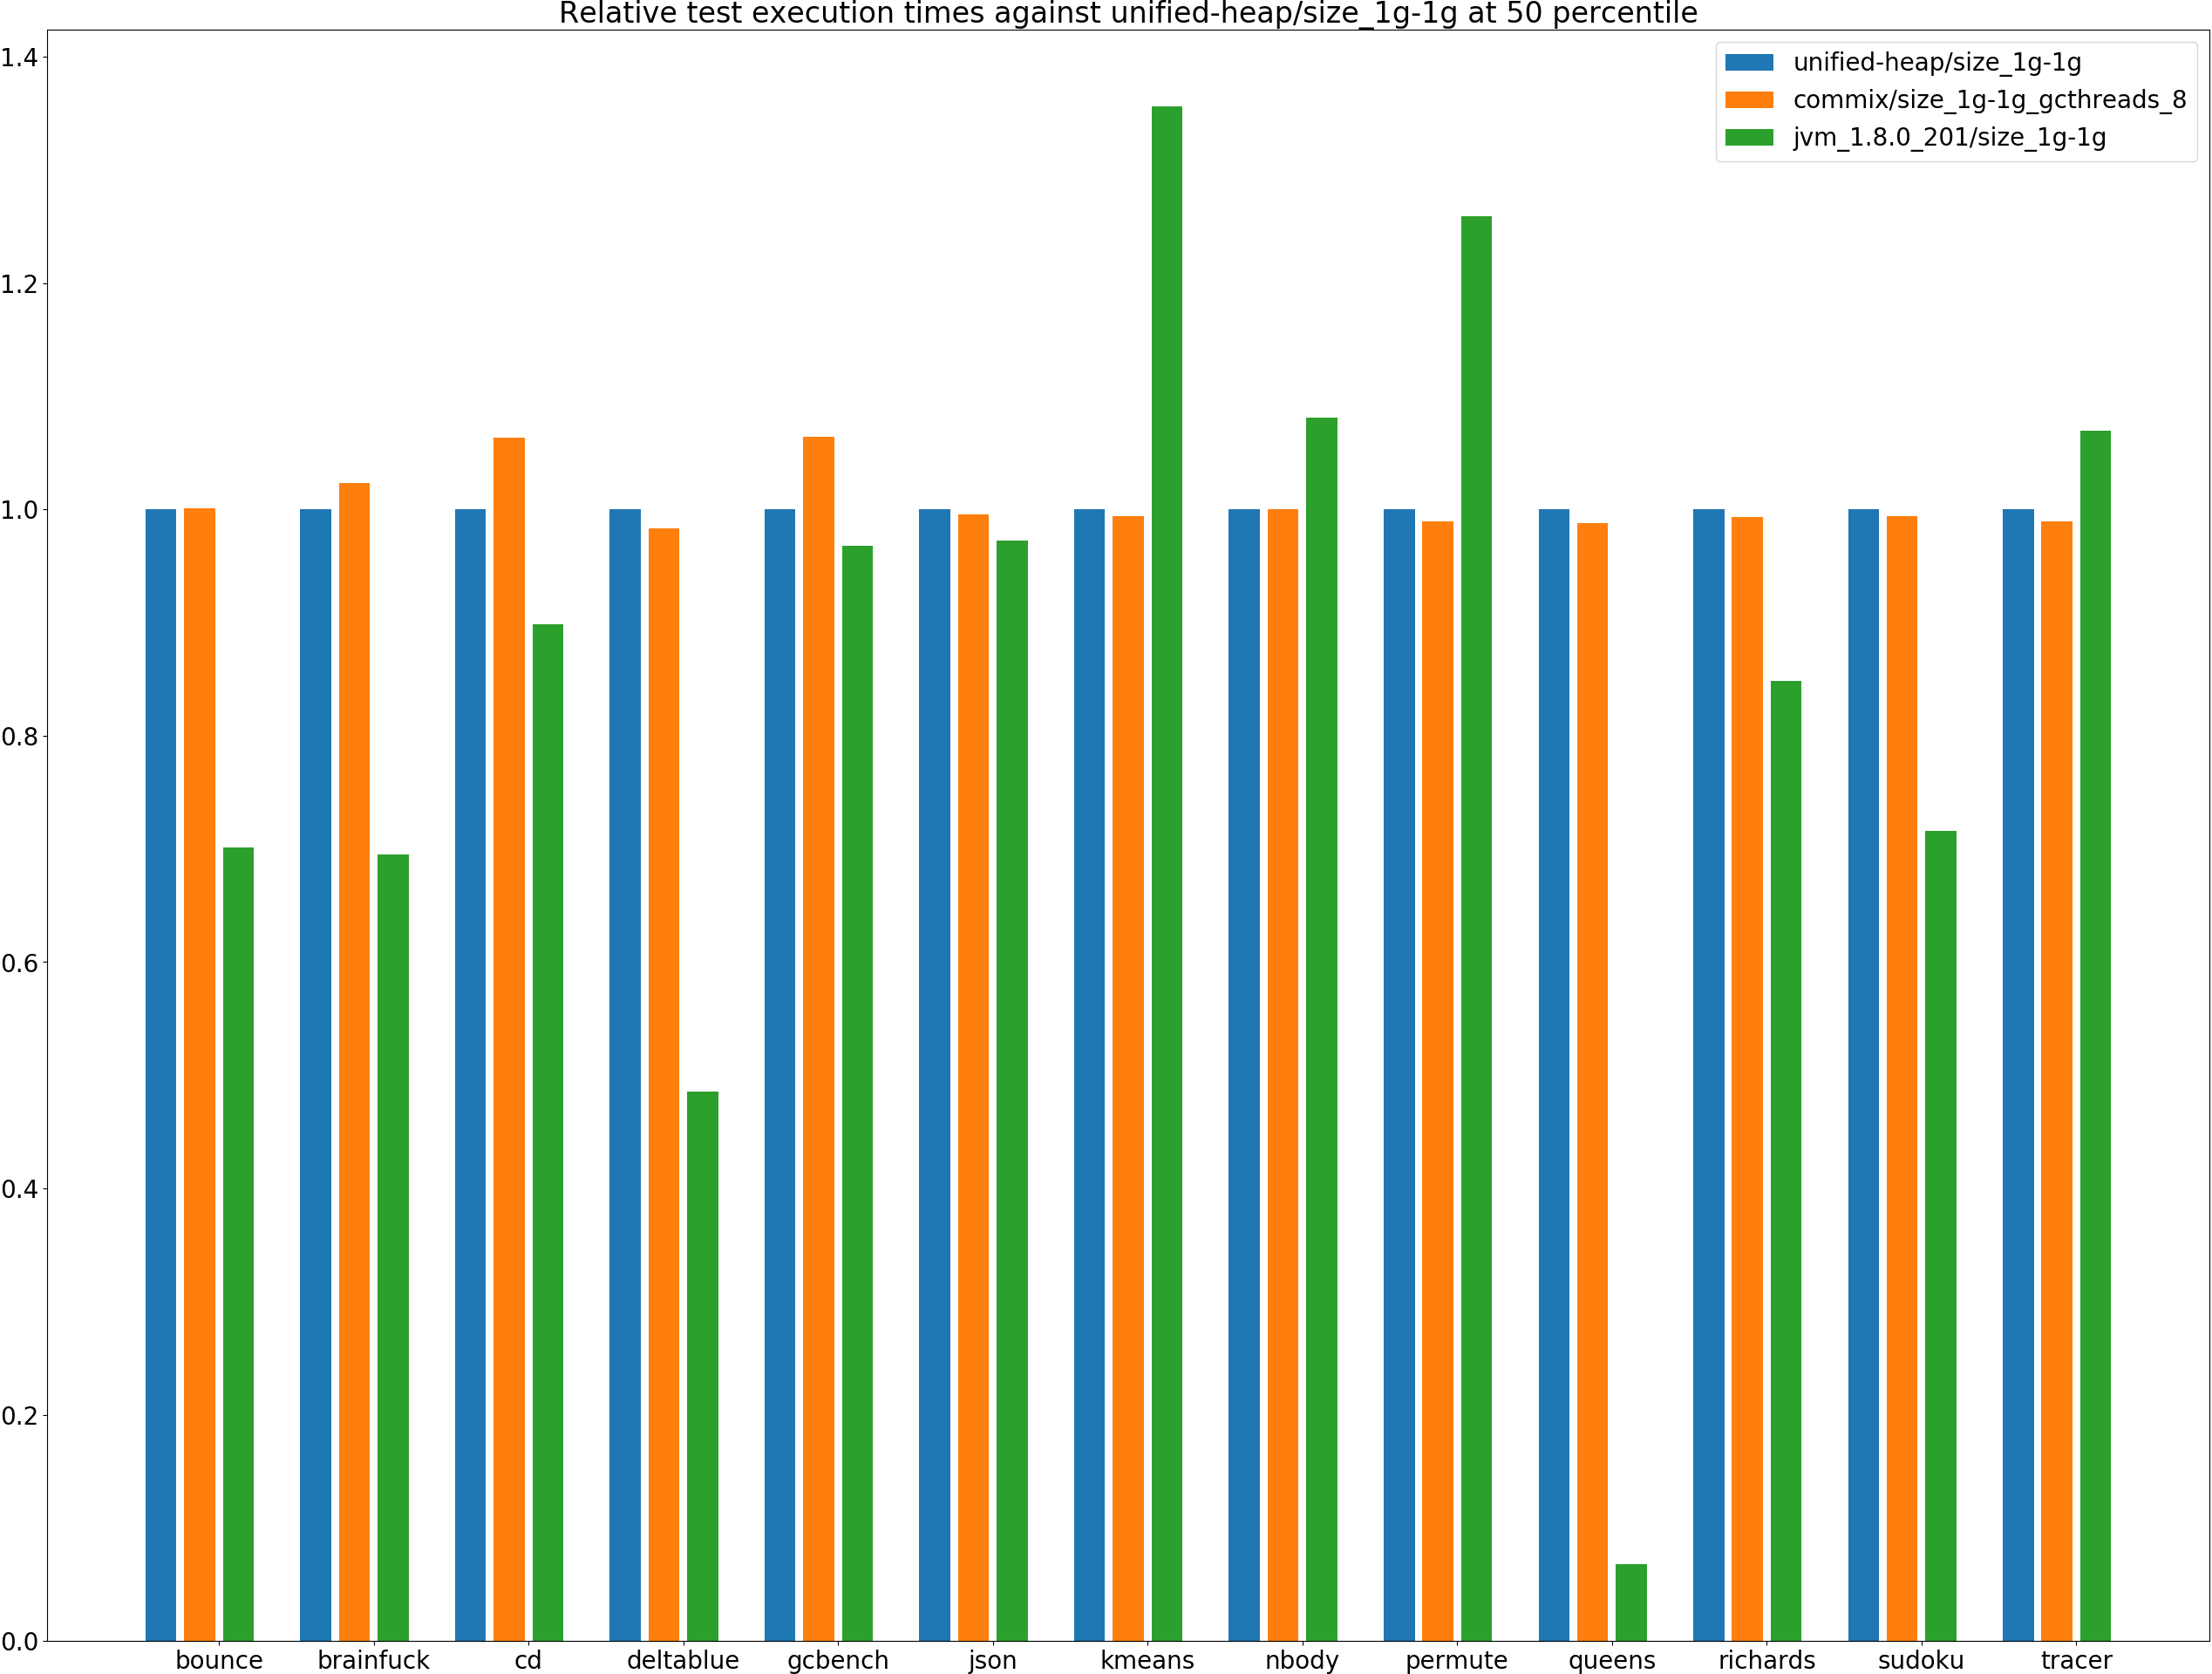 Relative test execution times against unified-heap/size_1g-1g at 50 percentile
unified-heap/size_1g-1g
commix/size_1g-1g_gcthreads_8
jvm_1.8.0_201/size_1g-1g
1.4
1.2
1.0
0.8
0.6
0.4
0.2
0.0
bounce brainfuck cd deltablue gcbench json kmeans nbody permute queens richards sudoku tracer